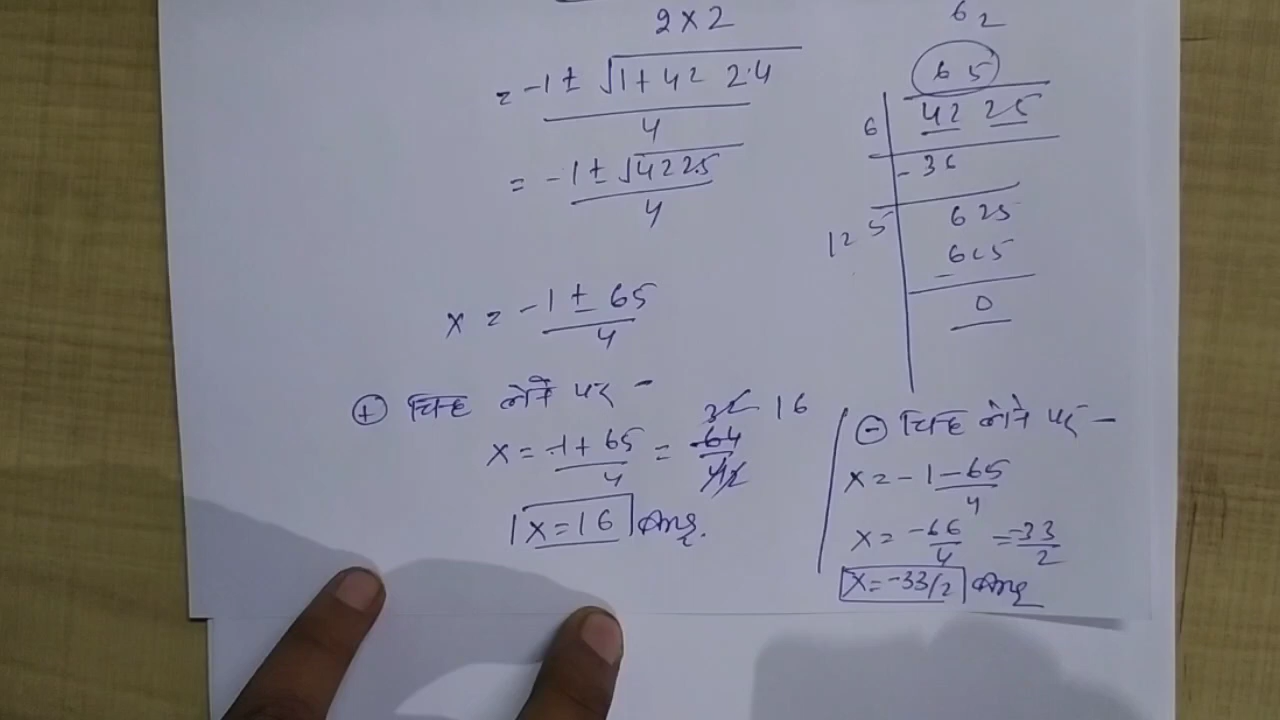 2 × 2
= -1 ± √1 + 42 2.4
4
= -1 ± √4225
4
x = -1 ± 65
4
⊕ चिन्ह लेने पर -
x = -1 + 65 = 64 16
4
x = 16 Ans.
62
65
6 42 25
- 36
125 625
625
0
⊖ चिन्ह लेने पर -
x = -1 - 65
4
x = -66 = -33
4 2
x = -33/2 Ans